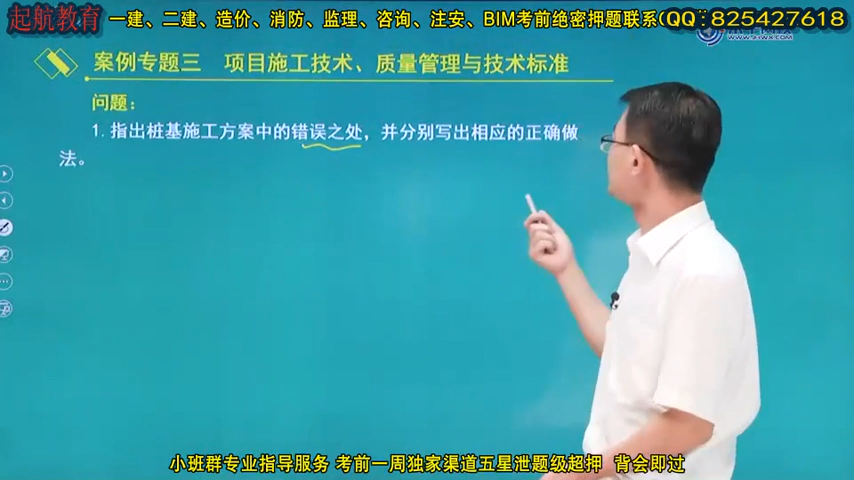 起航教育 一建、二建、造价、消防、监理、咨询、注安、BIM考前绝密押题联系QQ:825427618
WWW.91WX.COM
案例专题三 项目施工技术、质量管理与技术标准
问题：
1. 指出桩基施工方案中的错误之处，并分别写出相应的正确做
法。
小班群专业指导服务 考前一周独家渠道五星泄题级超押 背会即过